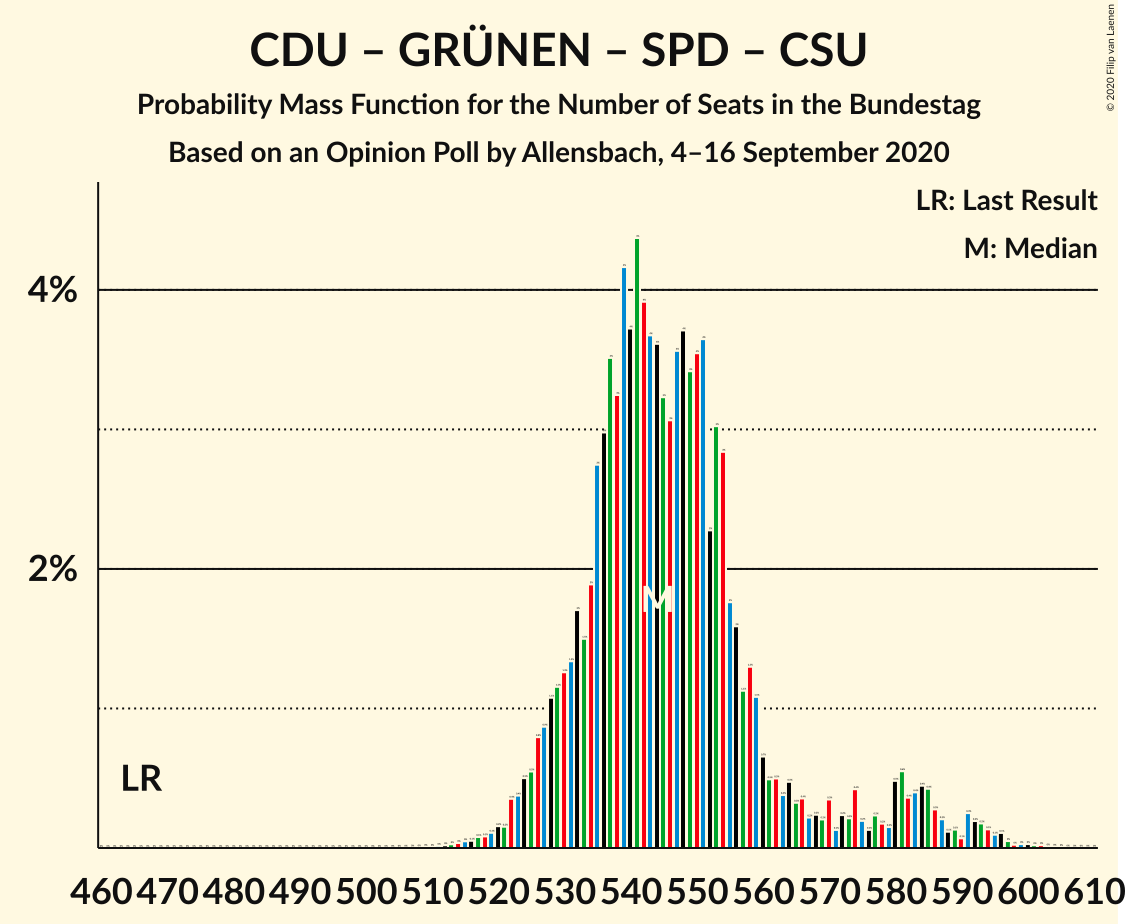 CDU – GRÜNEN – SPD – CSU
Probability Mass Function for the Number of Seats in the Bundestag
Based on an Opinion Poll by Allensbach, 4–16 September 2020
© 2020 Filip van Laenen
LR: Last Result
M: Median
4%
2%
M
LR
460 470 480 490 500 510 520 530 540 550 560 570 580 590 600 610